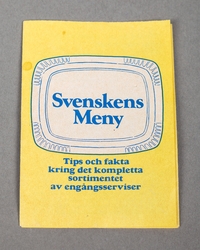 Svenskens
Meny
Tips och fakta
kring det kompletta
sortimentet
av engångsserviser